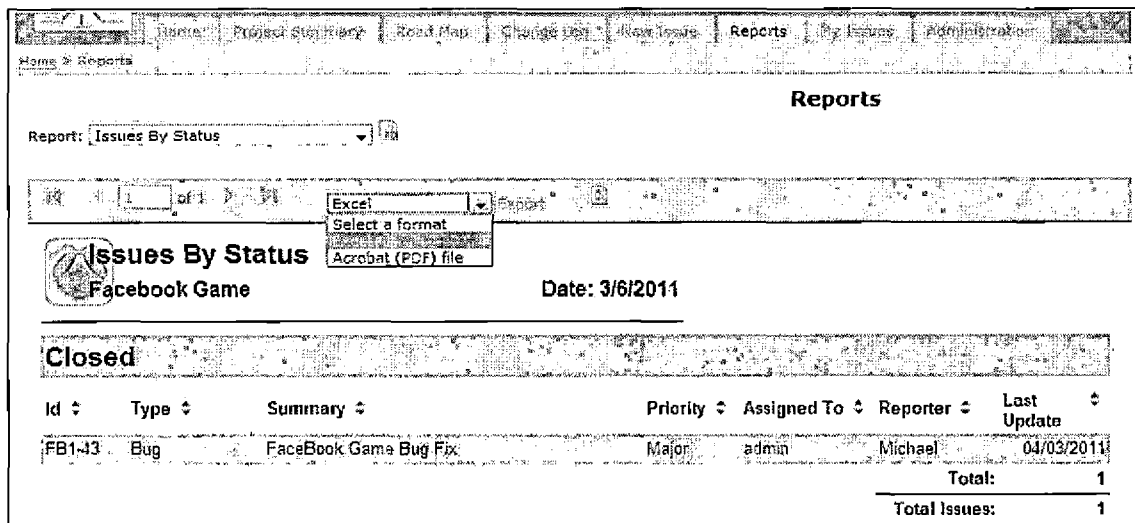 Home Project Summary Road Map Change Log New Issue Reports My Issues Administration
Home > Reports
Reports
Report: Issues By Status
1 of 1 Excel Export
Select a format
Acrobat (PDF) file
Issues By Status
Facebook Game Date: 3/6/2011
Closed
Id Type Summary Priority Assigned To Reporter Last Update
FB1-43 Bug FaceBook Game Bug Fix Major admin Michael 04/03/2011
Total: 1
Total Issues: 1